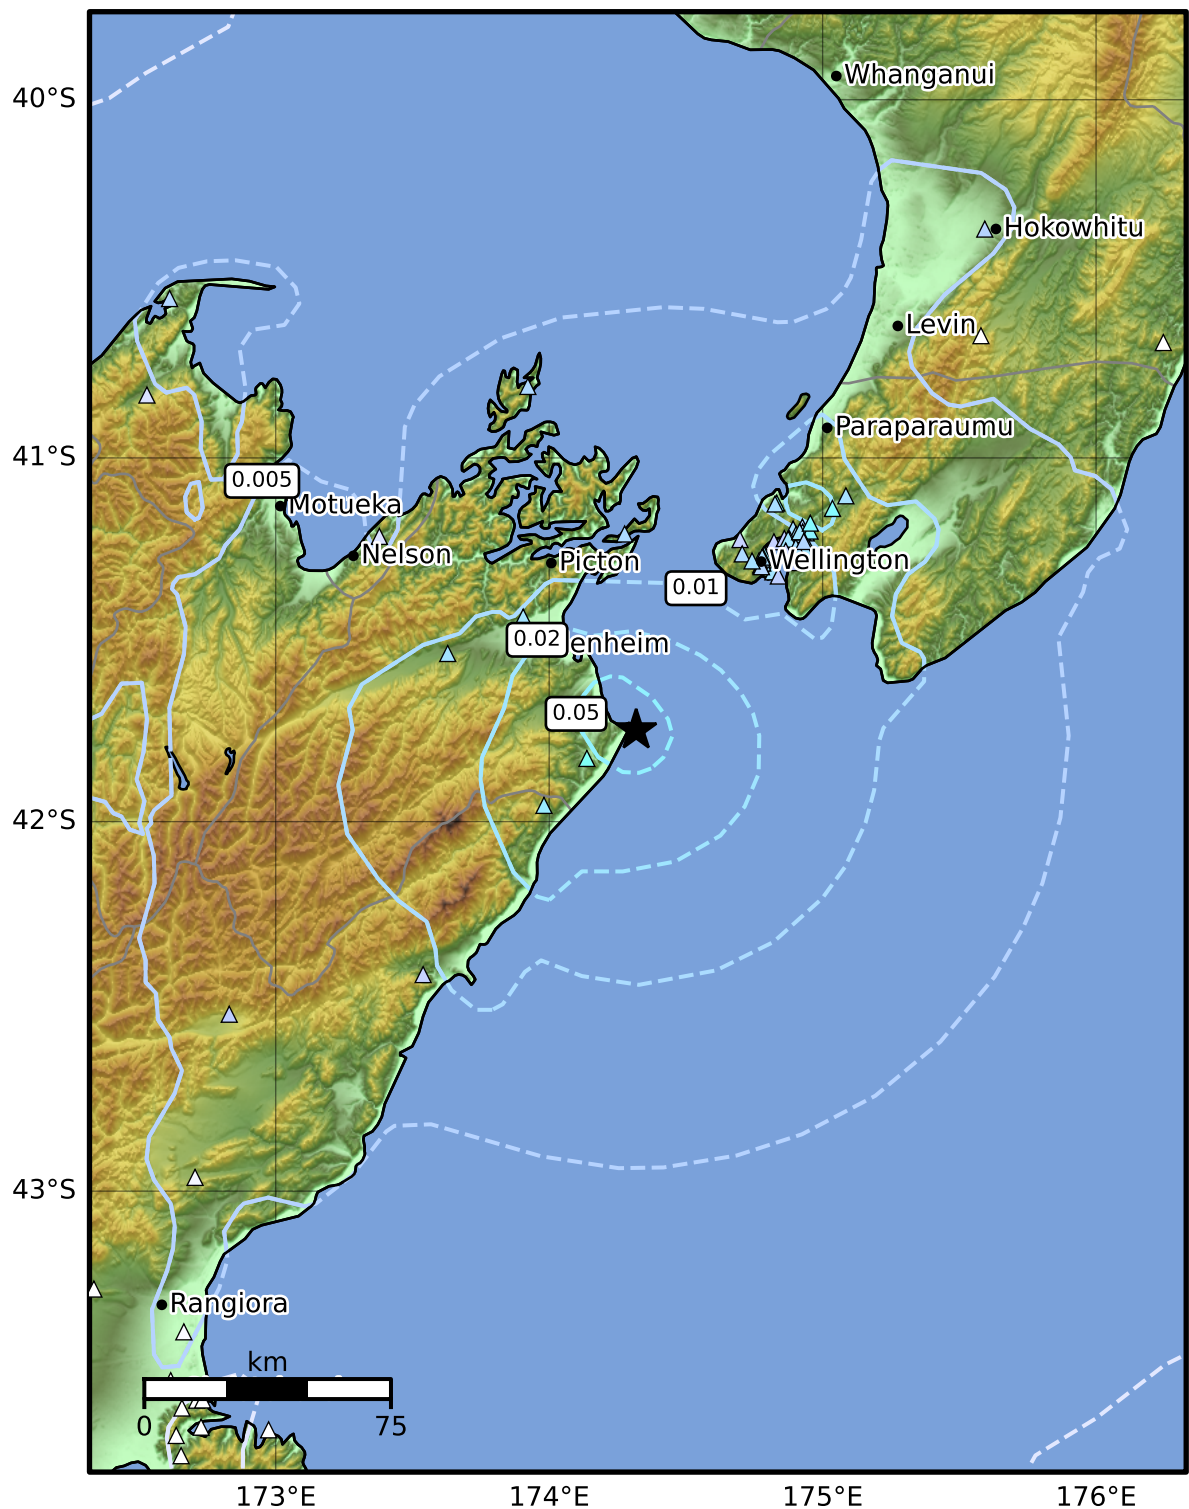 Whanganui
40°S
Hokowhitu
Levin
Paraparaumu
41°S
0.005
Motueka
Nelson
Picton
Wellington
0.01
0.02
enheim
0.05
42°S
43°S
Rangiora
km
0
75
173°E
174°E
175°E
176°E